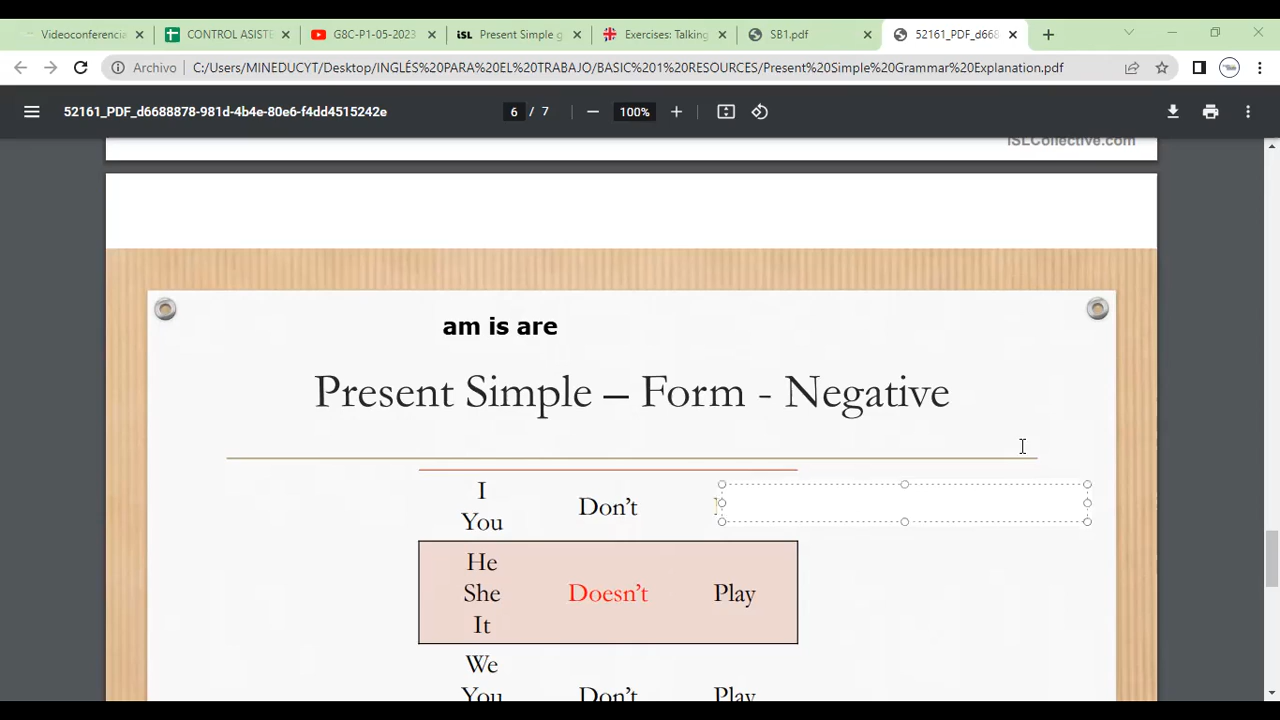 Videoconferencia
CONTROL ASISTE
G8C-P1-05-2023
iSL Present Simple g
Exercises: Talking
SB1.pdf
52161_PDF_d668
Archivo
C:/Users/MINEDUCYT/Desktop/INGLÉS%20PARA%20EL%20TRABAJO/BASIC%201%20RESOURCES/Present%20Simple%20Grammar%20Explanation.pdf
52161_PDF_d6688878-981d-4b4e-80e6-f4dd4515242e
6 / 7
100%
iSLCollective.com
am is are
Present Simple – Form - Negative
I
You
Don't
He
She
It
Doesn't
Play
We
You
Don't
Play